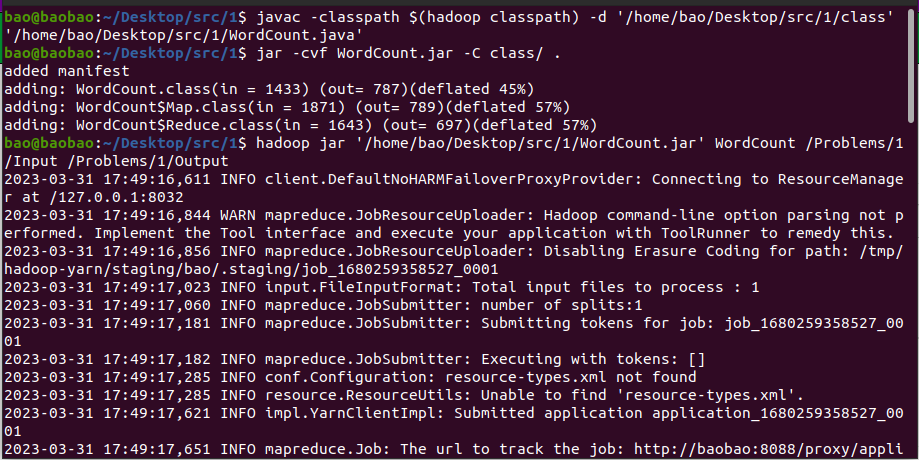 bao@baobao:~/Desktop/src/1$ javac -classpath $(hadoop classpath) -d '/home/bao/Desktop/src/1/class'
'/home/bao/Desktop/src/1/WordCount.java'
bao@baobao:~/Desktop/src/1$ jar -cvf WordCount.jar -C class/ .
added manifest
adding: WordCount.class(in = 1433) (out= 787)(deflated 45%)
adding: WordCount$Map.class(in = 1871) (out= 789)(deflated 57%)
adding: WordCount$Reduce.class(in = 1643) (out= 697)(deflated 57%)
bao@baobao:~/Desktop/src/1$ hadoop jar '/home/bao/Desktop/src/1/WordCount.jar' WordCount /Problems/1
/Input /Problems/1/Output
2023-03-31 17:49:16,611 INFO client.DefaultNoHARMFailoverProxyProvider: Connecting to ResourceManage
r at /127.0.0.1:8032
2023-03-31 17:49:16,844 WARN mapreduce.JobResourceUploader: Hadoop command-line option parsing not p
erformed. Implement the Tool interface and execute your application with ToolRunner to remedy this.
2023-03-31 17:49:16,856 INFO mapreduce.JobResourceUploader: Disabling Erasure Coding for path: /tmp/
hadoop-yarn/staging/bao/.staging/job_1680259358527_0001
2023-03-31 17:49:17,023 INFO input.FileInputFormat: Total input files to process : 1
2023-03-31 17:49:17,060 INFO mapreduce.JobSubmitter: number of splits:1
2023-03-31 17:49:17,181 INFO mapreduce.JobSubmitter: Submitting tokens for job: job_1680259358527_00
01
2023-03-31 17:49:17,182 INFO mapreduce.JobSubmitter: Executing with tokens: []
2023-03-31 17:49:17,285 INFO conf.Configuration: resource-types.xml not found
2023-03-31 17:49:17,285 INFO resource.ResourceUtils: Unable to find 'resource-types.xml'.
2023-03-31 17:49:17,621 INFO impl.YarnClientImpl: Submitted application application_1680259358527_00
01
2023-03-31 17:49:17,651 INFO mapreduce.Job: The url to track the job: http://baobao:8088/proxy/appli